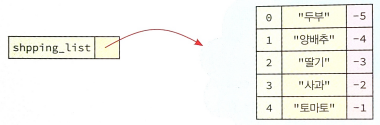 shpping_list
0 "두부" -5
1 "양배추" -4
2 "딸기" -3
3 "사과" -2
4 "토마토" -1